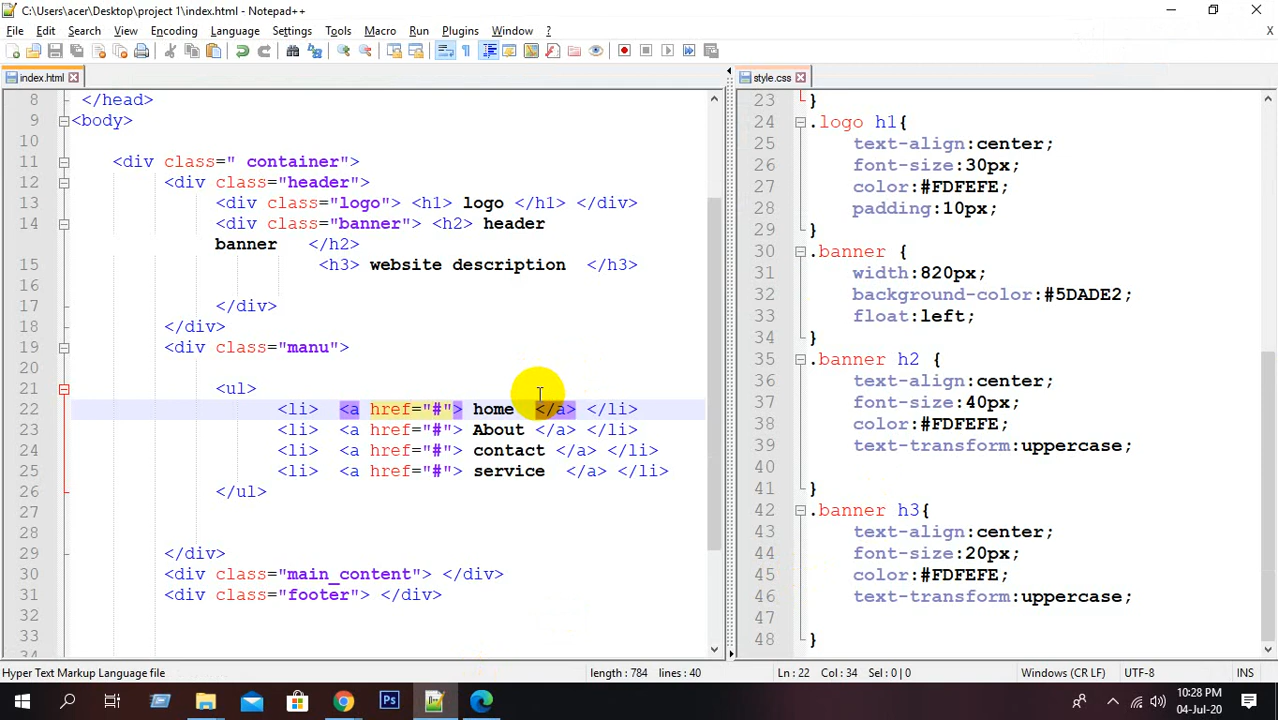 C:\Users\acer\Desktop\project 1\index.html - Notepad++
File Edit Search View Encoding Language Settings Tools Macro Run Plugins Window ? X
index.html
8 </head>
9 <body>
10
11 <div class=" container">
12 <div class="header">
13 <div class="logo"> <h1> logo </h1> </div>
14 <div class="banner"> <h2> header
banner </h2>
15 <h3> website description </h3>
16
17 </div>
18 </div>
19 <div class="manu">
20
21 <ul>
22 <li> <a href="#"> home </a> </li>
23 <li> <a href="#"> About </a> </li>
24 <li> <a href="#"> contact </a> </li>
25 <li> <a href="#"> service </a> </li>
26 </ul>
27
28
29 </div>
30 <div class="main_content"> </div>
31 <div class="footer"> </div>
32
33
style.css
23 }
24 .logo h1{
25 text-align:center;
26 font-size:30px;
27 color:#FDFEFE;
28 padding:10px;
29 }
30 .banner {
31 width:820px;
32 background-color:#5DADE2;
33 float:left;
34 }
35 .banner h2 {
36 text-align:center;
37 font-size:40px;
38 color:#FDFEFE;
39 text-transform:uppercase;
40
41 }
42 .banner h3{
43 text-align:center;
44 font-size:20px;
45 color:#FDFEFE;
46 text-transform:uppercase;
47
48 }
Hyper Text Markup Language file length : 784 lines : 40 Ln : 22 Col : 34 Sel : 0 | 0 Windows (CR LF) UTF-8 INS
Ps
10:28 PM
04-Jul-20